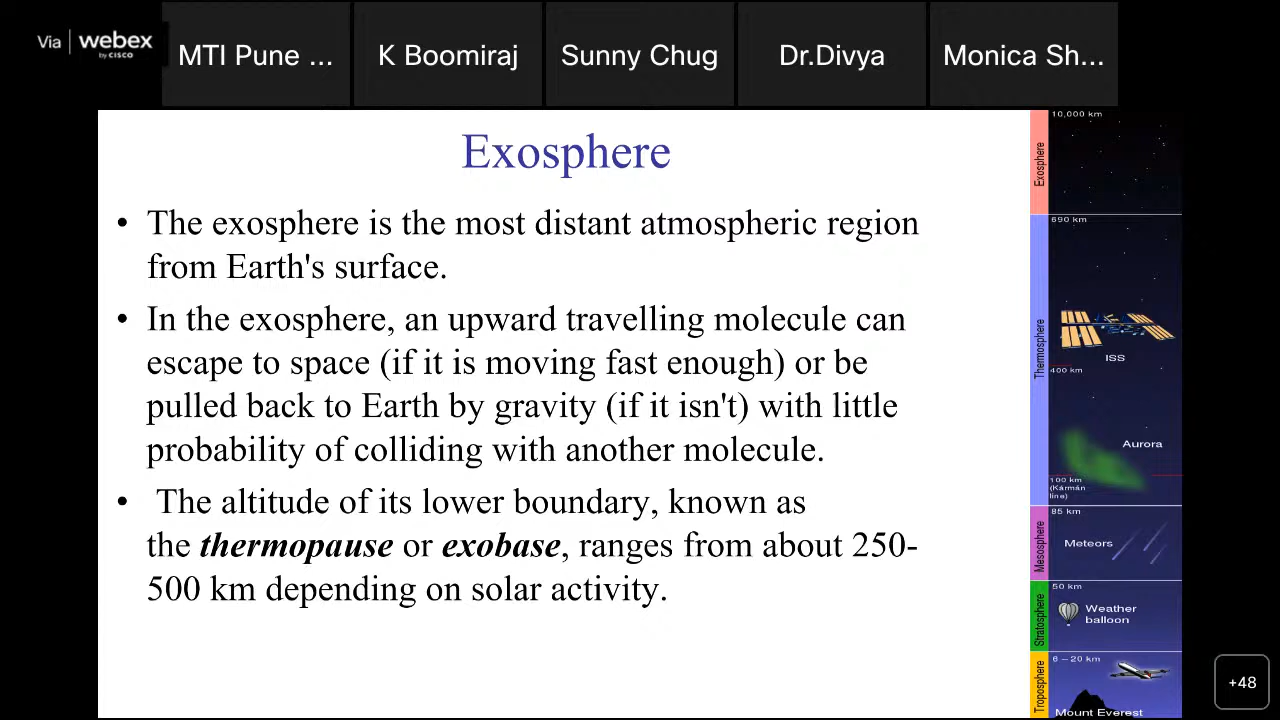 Via webex
by CISCO
MTI Pune ...
K Boomiraj
Sunny Chug
Dr.Divya
Monica Sh...
Exosphere
• The exosphere is the most distant atmospheric region
from Earth's surface.
• In the exosphere, an upward travelling molecule can
escape to space (if it is moving fast enough) or be
pulled back to Earth by gravity (if it isn't) with little
probability of colliding with another molecule.
• The altitude of its lower boundary, known as
the thermopause or exobase, ranges from about 250-
500 km depending on solar activity.
10,000 km
Exosphere
690 km
Thermosphere
ISS
400 km
Aurora
100 km
(Kármán
line)
85 km
Mesosphere
Meteors
50 km
Stratosphere
Weather
balloon
6 – 20 km
Troposphere
Mount Everest
+48